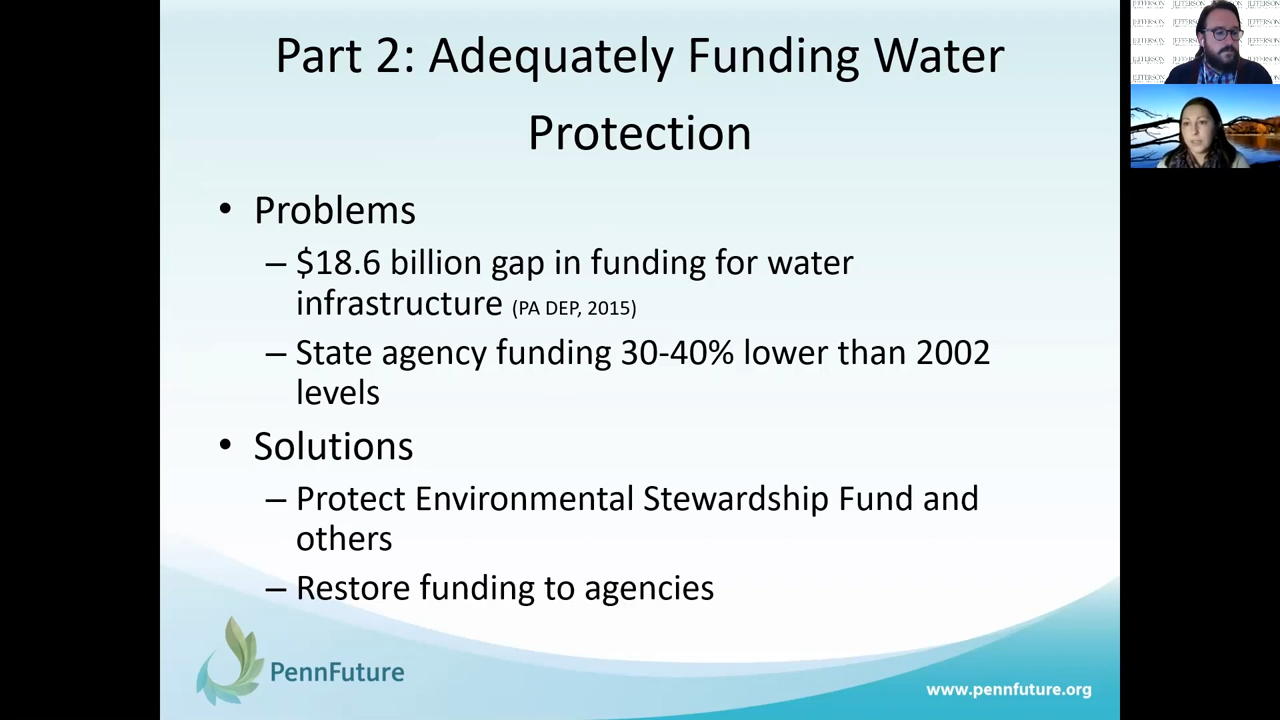 Part 2: Adequately Funding Water
Protection
• Problems
– $18.6 billion gap in funding for water
infrastructure (PA DEP, 2015)
– State agency funding 30-40% lower than 2002
levels
• Solutions
– Protect Environmental Stewardship Fund and
others
– Restore funding to agencies
PennFuture
www.pennfuture.org